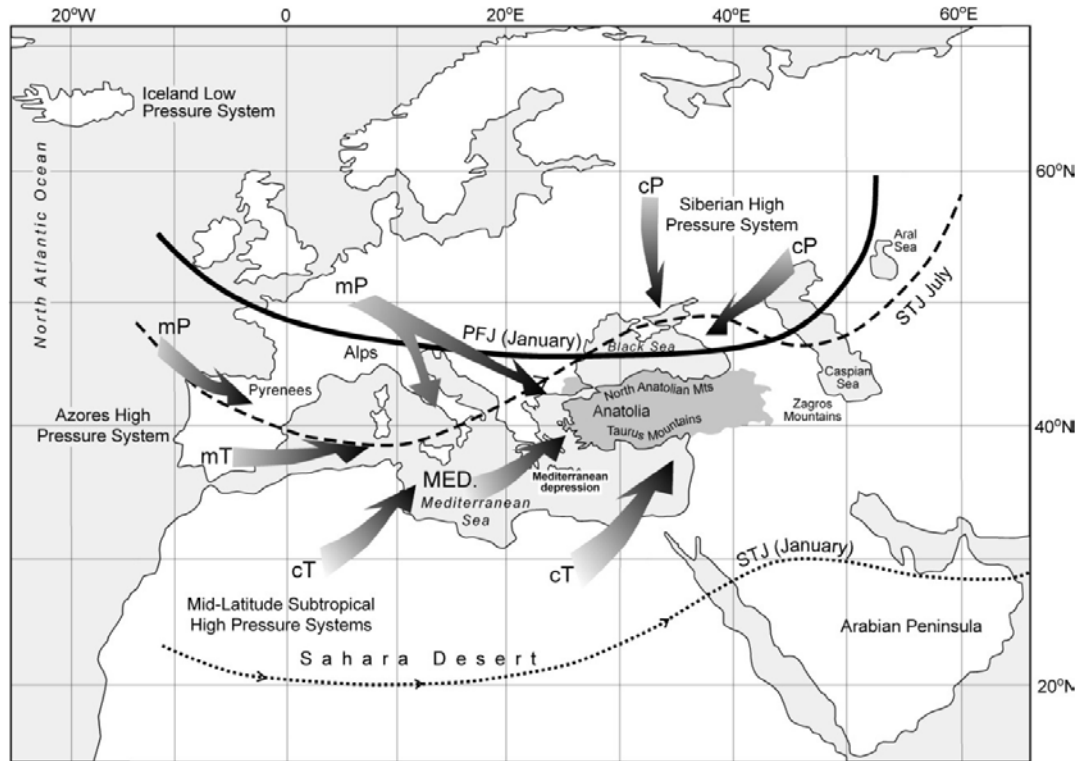 20°W
0
20°E
40°E
60°E
Iceland Low
Pressure System
North Atlantic Ocean
60°N
cP
Siberian High
Pressure System
cP
Aral
Sea
STJ July
mP
mP
PFJ (January)
Black Sea
Alps
Pyrenees
Caspian
Sea
North Anatolian Mts
Anatolia
Taurus Mountains
Zagros
Mountains
Azores High
Pressure System
40°N
mT
MED.
Mediterranean
Sea
Mediterranean
depression
cT
cT
STJ (January)
Mid-Latitude Subtropical
High Pressure Systems
Arabian Peninsula
Sahara Desert
20°N